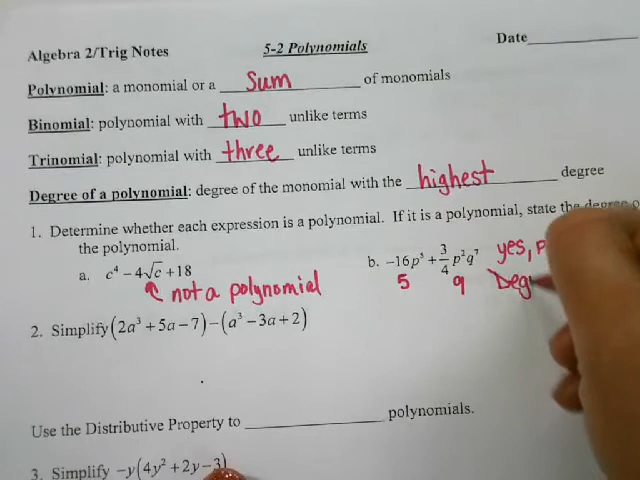 Algebra 2/Trig Notes 5-2 Polynomials Date
Polynomial: a monomial or a sum of monomials
Binomial: polynomial with two unlike terms
Trinomial: polynomial with three unlike terms
Degree of a polynomial: degree of the monomial with the highest degree
1. Determine whether each expression is a polynomial. If it is a polynomial, state the degree
the polynomial.
a. c⁴ − 4√c + 18 b. −16p⁵ + 3/4 p²q⁷ yes, p
not a polynomial 5 9 Deg
2. Simplify (2a³ + 5a − 7) − (a³ − 3a + 2)
Use the Distributive Property to polynomials.
3. Simplify −y(4y² + 2y − 3)